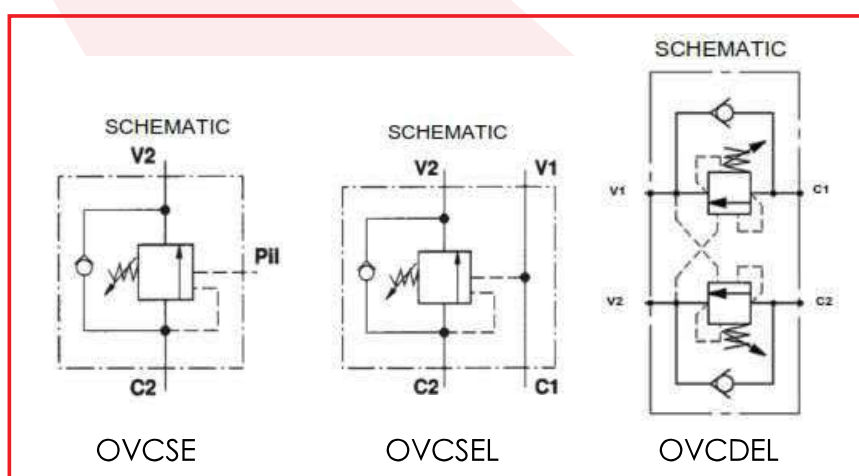 SCHEMATIC
V2
Pil
C2
OVCSE
SCHEMATIC
V2 V1
C2 C1
OVCSEL
SCHEMATIC
V1 C1
V2 C2
OVCDEL